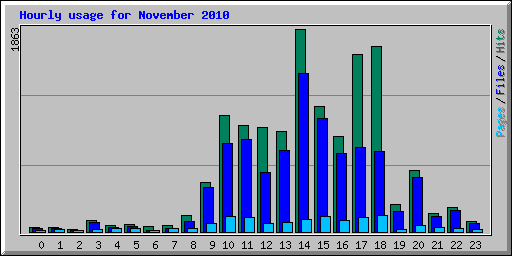 Hourly usage for November 2010
1863
Pages / Files / Hits
0 1 2 3 4 5 6 7 8 9 10 11 12 13 14 15 16 17 18 19 20 21 22 23